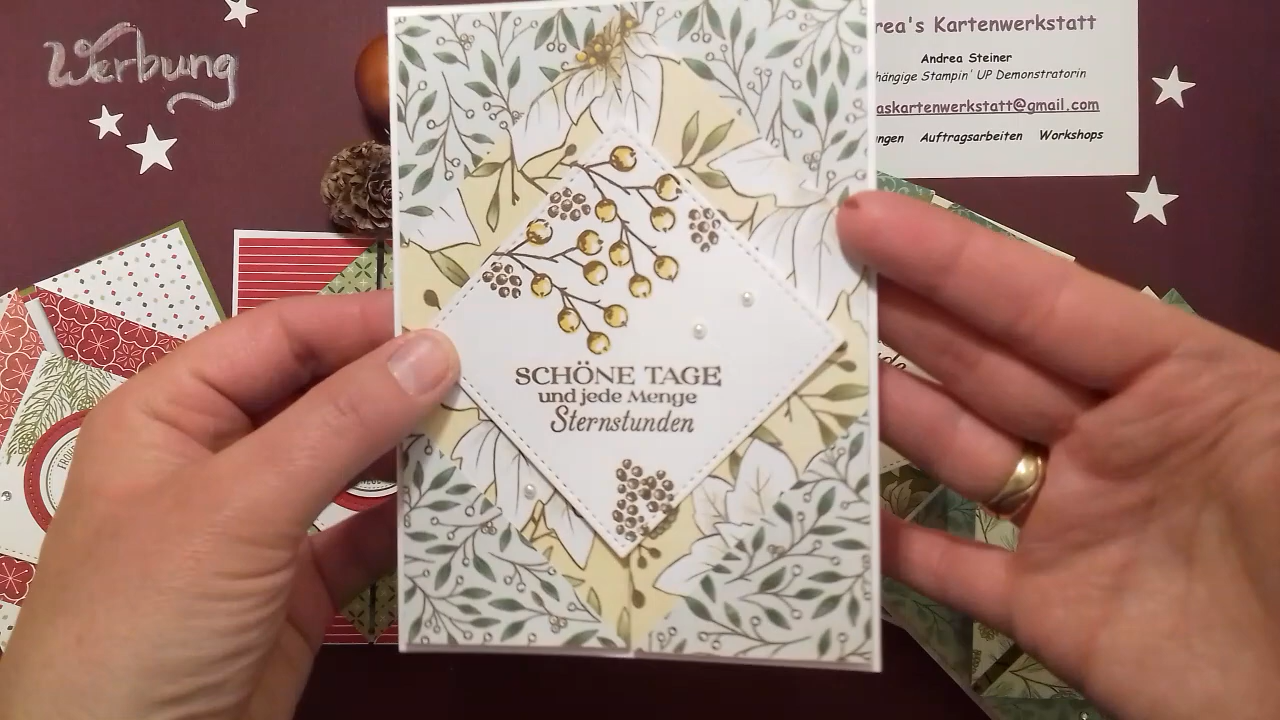 Werbung
rea's Kartenwerkstatt
Andrea Steiner
hängige Stampin' UP Demonstratorin
askartenwerkstatt@gmail.com
ngen Auftragsarbeiten Workshops
SCHÖNE TAGE
und jede Menge
Sternstunden